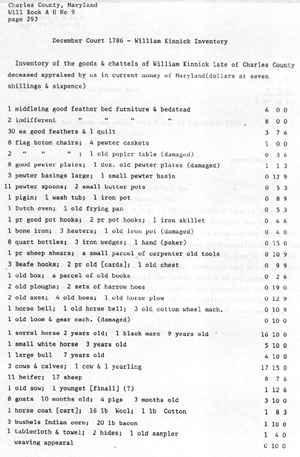 Charles County, Maryland
Will Book A H No 9
page 293
December Court 1786 - William Kinnick Inventory
Inventory of the goods & chattels of William Kinnick late of Charles County
deceased appraised by us in current money of Maryland(dollars at seven
shillings & sixpence)
1 middleing good feather bed furniture & bedstead 6 0 0
2 indifferent " " " " 8 0 0
30 ea good feathers & 1 quilt 3 7 6
8 flag botom chairs; 4 pewter caskets 1 0 0
2 " " " : 1 old poplar table (damaged) 0 3 6
8 good pewter plates; 1 doz. old pewter plates (damaged) 1 1 3
3 pewter basings large; 1 small pewter basin 0 12 9
11 pewter spoons; 2 small butter pots 0 5 3
1 pigin; 1 wash tub; 1 iron pot 0 8 9
1 Dutch oven; 1 old frying pan 0 5 3
1 pr good pot hooks; 2 pr pot hooks; 1 iron skillet 0 4 6
1 bone iron; 3 heaters; 1 old iron pot (damaged) 0 4 0
8 quart bottles; 3 iron wedges; 1 hand (poker) 0 15 0
1 pr sheep shears; a small parcel of carpenter old tools 0 10 9
3 Reafe hooks; 2 pr old [cards]; 1 old chest 0 9 9
1 old box; a parcel of old books 0 2 6
2 old ploughs; 2 sets of harrow hoes 0 19 0
2 old axes; 4 old hoes; 1 old horse plow 0 12 9
1 horse bell; 1 old horse bell; 3 old cotton wheel mach. 0 10 9
1 old loom & gear mach. (damaged) 0 10 0
1 sorrel horse 2 years old; 1 black mare 9 years old 16 10 0
1 small white horse 3 years old 5 10 0
1 large bull 7 years old 4 10 0
3 cows & calves; 1 cow & 1 yearling 17 15 0
11 heifer; 17 sheep 8 7 6
1 old sow; 1 youngest [finall] (?) 1 12 6
8 goats 10 months old; 4 pigs 3 months old 3 10 0
1 horse coat [cart]; 16 lb Wool; 1 lb Cotton 1 8 3
3 bushels Indian corn; 20 lb bacon 1 10 0
1 tablecloth & towel; 2 hides; 1 old sampler 1 4 0
weaving appearal 0 10 0